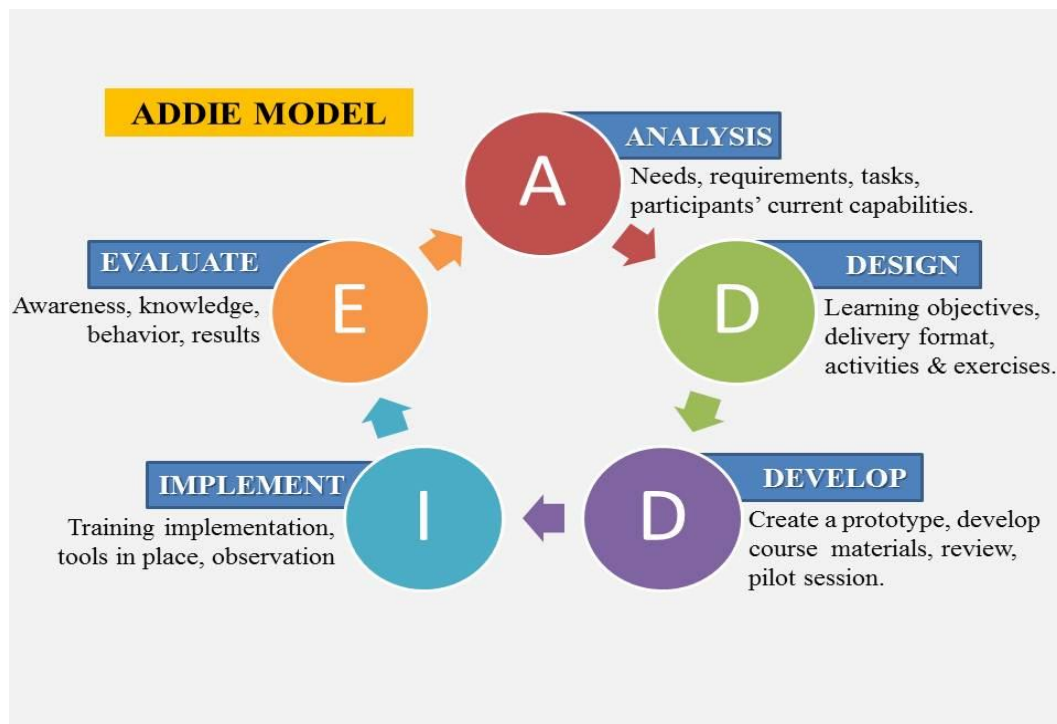 ADDIE MODEL
A
ANALYSIS
Needs, requirements, tasks,
participants’ current capabilities.
D
DESIGN
Learning objectives,
delivery format,
activities & exercises.
D
DEVELOP
Create a prototype, develop
course materials, review,
pilot session.
I
IMPLEMENT
Training implementation,
tools in place, observation
E
EVALUATE
Awareness, knowledge,
behavior, results